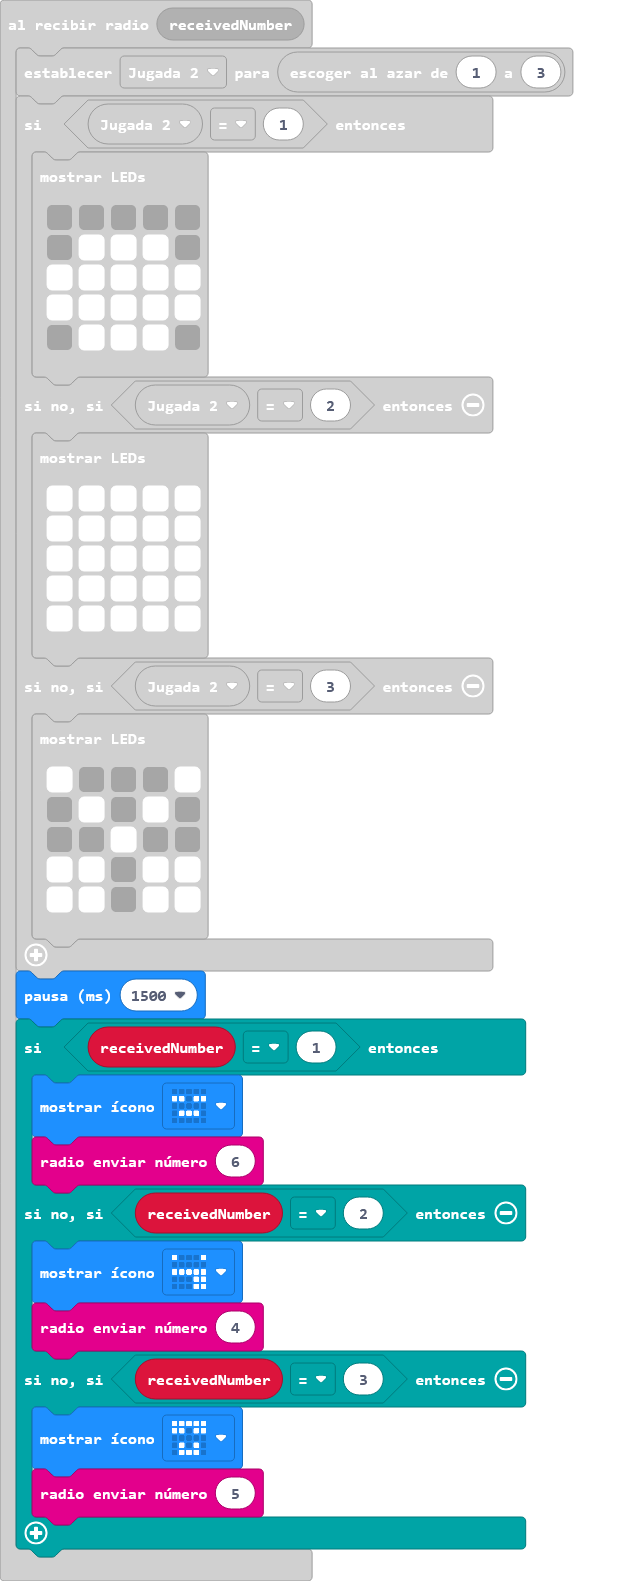 al recibir radio receivedNumber
establecer Jugada 2 para escoger al azar de 1 a 3
si Jugada 2 = 1 entonces
mostrar LEDs
si no, si Jugada 2 = 2 entonces
mostrar LEDs
si no, si Jugada 2 = 3 entonces
mostrar LEDs
pausa (ms) 1500
si receivedNumber = 1 entonces
mostrar ícono
radio enviar número 6
si no, si receivedNumber = 2 entonces
mostrar ícono
radio enviar número 4
si no, si receivedNumber = 3 entonces
mostrar ícono
radio enviar número 5